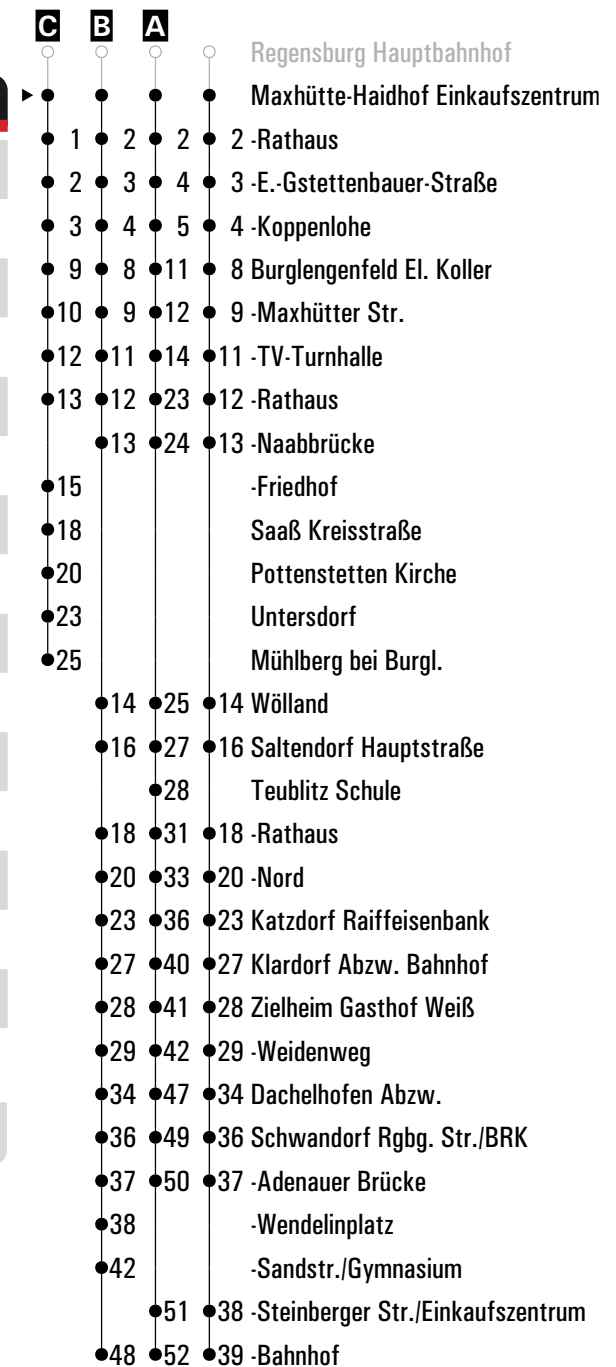 C B A
Regensburg Hauptbahnhof
Maxhütte-Haidhof Einkaufszentrum
1 2 2 2 -Rathaus
2 3 4 3 -E.-Gstettenbauer-Straße
3 4 5 4 -Koppenlohe
9 8 11 8 Burglengenfeld El. Koller
10 9 12 9 -Maxhütter Str.
12 11 14 11 -TV-Turnhalle
13 12 23 12 -Rathaus
13 24 13 -Naabbrücke
15 -Friedhof
18 Saaß Kreisstraße
20 Pottenstetten Kirche
23 Untersdorf
25 Mühlberg bei Burgl.
14 25 14 Wölland
16 27 16 Saltendorf Hauptstraße
28 Teublitz Schule
18 31 18 -Rathaus
20 33 20 -Nord
23 36 23 Katzdorf Raiffeisenbank
27 40 27 Klardorf Abzw. Bahnhof
28 41 28 Zielheim Gasthof Weiß
29 42 29 -Weidenweg
34 47 34 Dachelhofen Abzw.
36 49 36 Schwandorf Rgbg. Str./BRK
37 50 37 -Adenauer Brücke
38 -Wendelinplatz
42 -Sandstr./Gymnasium
51 38 -Steinberger Str./Einkaufszentrum
48 52 39 -Bahnhof